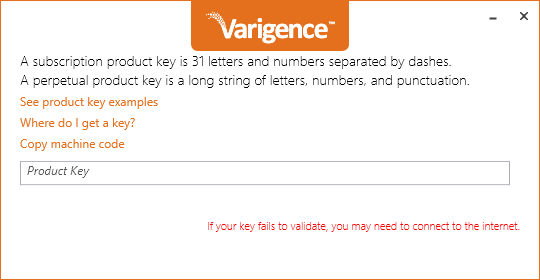 Varigence™
A subscription product key is 31 letters and numbers separated by dashes.
A perpetual product key is a long string of letters, numbers, and punctuation.
See product key examples
Where do I get a key?
Copy machine code
Product Key
If your key fails to validate, you may need to connect to the internet.